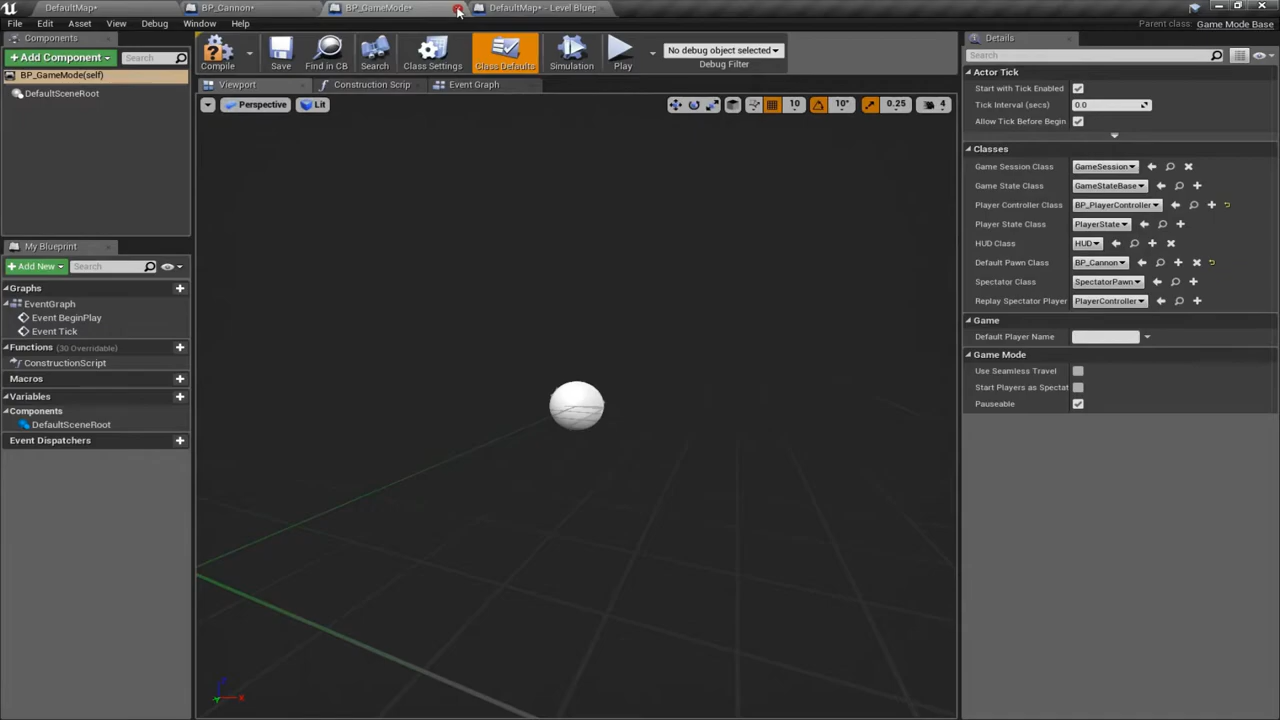 DefaultMap* BP_Cannon* BP_GameMode* DefaultMap* - Level Bluep
File Edit Asset View Debug Window Help Parent class: Game Mode Base
Components
+Add Component Search
BP_GameMode(self)
DefaultSceneRoot
Compile Save Find in CB Search Class Settings Class Defaults Simulation Play
No debug object selected
Debug Filter
Viewport Construction Scrip Event Graph
Perspective Lit 10 10° 0.25 4
My Blueprint
+Add New Search
Graphs
EventGraph
Event BeginPlay
Event Tick
Functions (30 Overridable)
ConstructionScript
Macros
Variables
Components
DefaultSceneRoot
Event Dispatchers
Details
Search
Actor Tick
Start with Tick Enabled
Tick Interval (secs) 0.0
Allow Tick Before Begin
Classes
Game Session Class GameSession
Game State Class GameStateBase
Player Controller Class BP_PlayerController
Player State Class PlayerState
HUD Class HUD
Default Pawn Class BP_Cannon
Spectator Class SpectatorPawn
Replay Spectator Player PlayerController
Game
Default Player Name
Game Mode
Use Seamless Travel
Start Players as Spectat
Pauseable